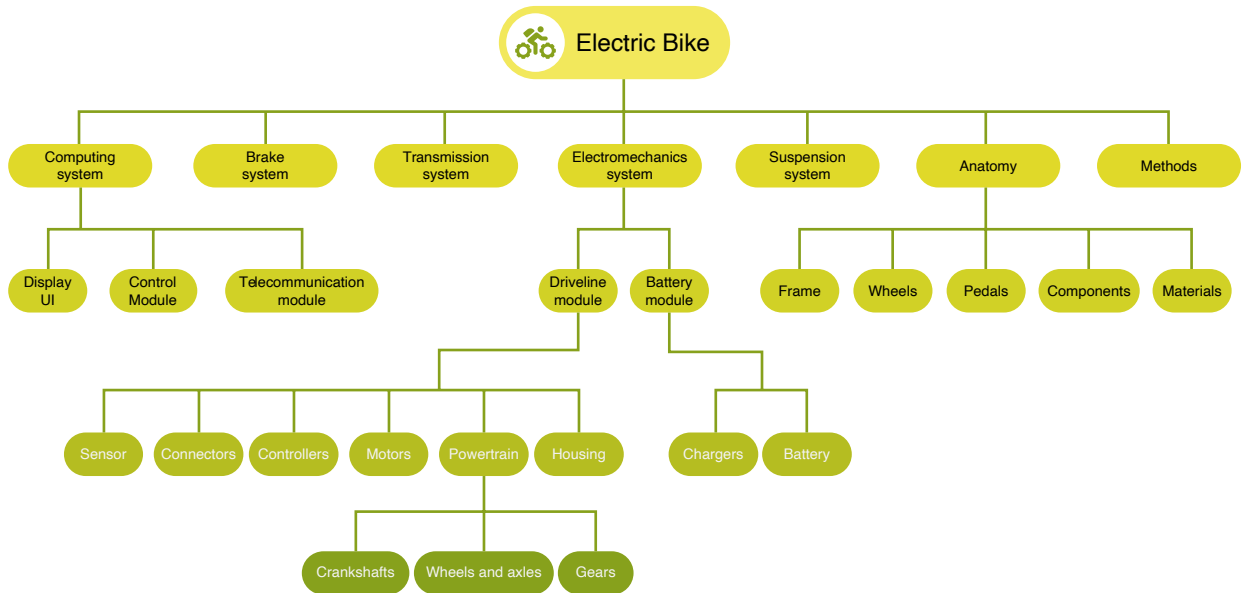 Electric Bike
Computing
system
Brake
system
Transmission
system
Electromechanics
system
Suspension
system
Anatomy
Methods
Display
UI
Control
Module
Telecommunication
module
Driveline
module
Battery
module
Frame
Wheels
Pedals
Components
Materials
Sensor
Connectors
Controllers
Motors
Powertrain
Housing
Chargers
Battery
Crankshafts
Wheels and axles
Gears